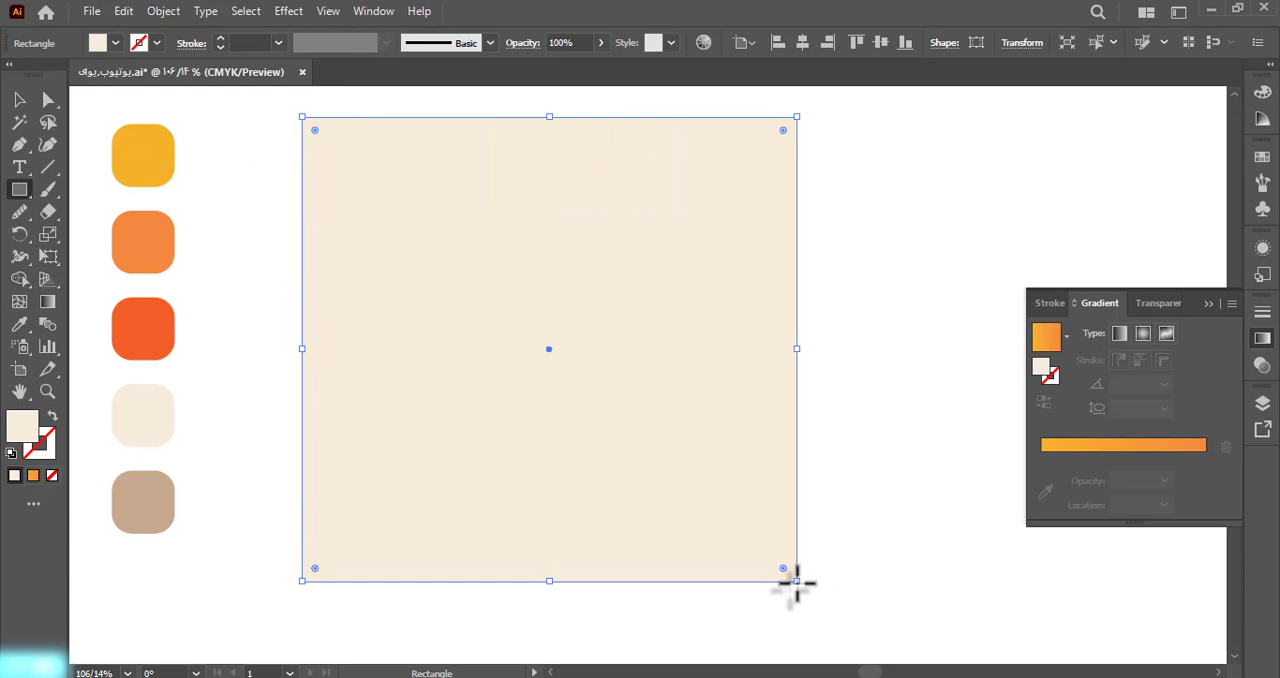 Ai File Edit Object Type Select Effect View Window Help
Rectangle Stroke: Basic Opacity: 100% Style: Shape: Transform
یوتیوب.یوای.ai* @ ۱۰۶/۱۴ % (CMYK/Preview)
Stroke Gradient Transparer
Type:
Stroke:
Opacity:
Location:
106/14% 0° 1 Rectangle